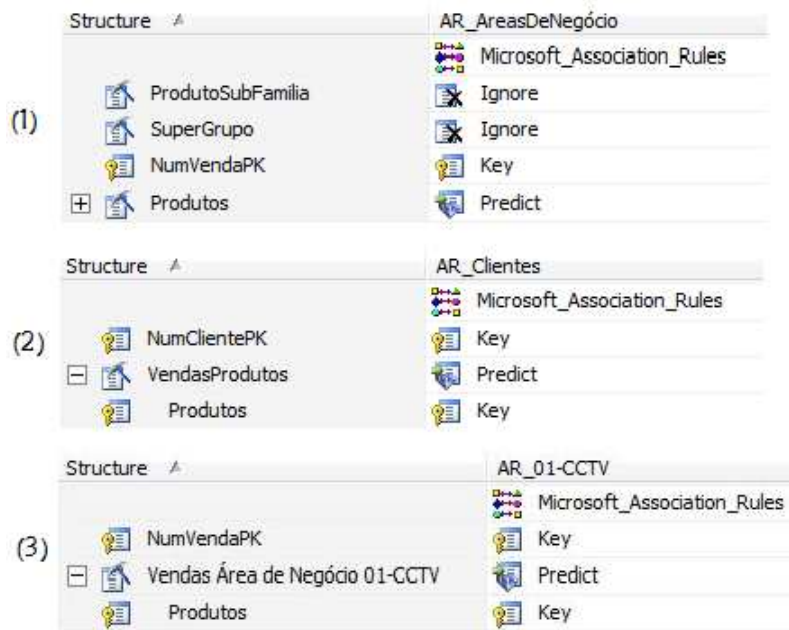 Structure AR_AreasDeNegócio
Microsoft_Association_Rules
ProdutoSubFamilia Ignore
(1)
SuperGrupo Ignore
NumVendaPK Key
Produtos Predict
Structure AR_Clientes
Microsoft_Association_Rules
(2) NumClientePK Key
VendasProdutos Predict
Produtos Key
Structure AR_01-CCTV
Microsoft_Association_Rules
(3) NumVendaPK Key
Vendas Área de Negócio 01-CCTV Predict
Produtos Key